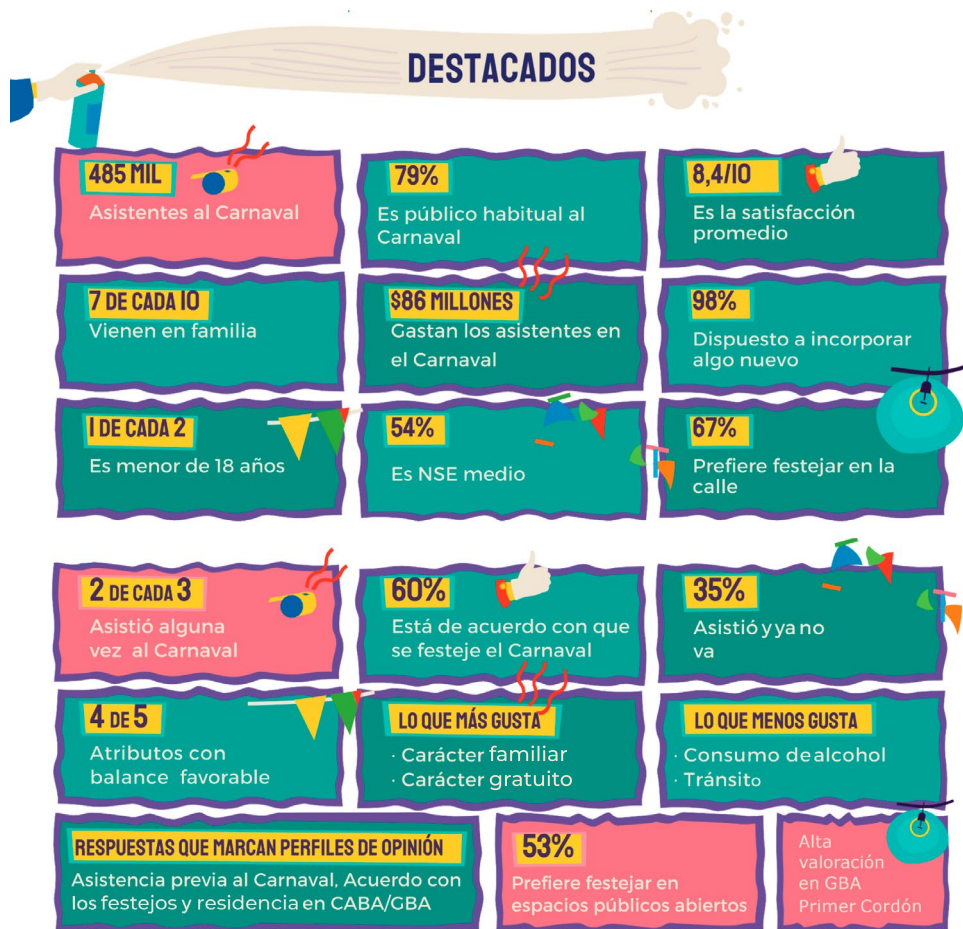 DESTACADOS
485 MIL
Asistentes al Carnaval
79%
Es público habitual al
Carnaval
8,4/10
Es la satisfacción
promedio
7 DE CADA 10
Vienen en familia
$86 MILLONES
Gastan los asistentes en
el Carnaval
98%
Dispuesto a incorporar
algo nuevo
1 DE CADA 2
Es menor de 18 años
54%
Es NSE medio
67%
Prefiere festejar en la
calle
2 DE CADA 3
Asistió alguna
vez al Carnaval
60%
Está de acuerdo con que
se festeje el Carnaval
35%
Asistió y ya no
va
4 DE 5
Atributos con
balance favorable
LO QUE MÁS GUSTA
· Carácter familiar
· Carácter gratuito
LO QUE MENOS GUSTA
· Consumo de alcohol
· Tránsito
RESPUESTAS QUE MARCAN PERFILES DE OPINIÓN
Asistencia previa al Carnaval, Acuerdo con
los festejos y residencia en CABA/GBA
53%
Prefiere festejar en
espacios públicos abiertos
Alta
valoración
en GBA
Primer Cordón